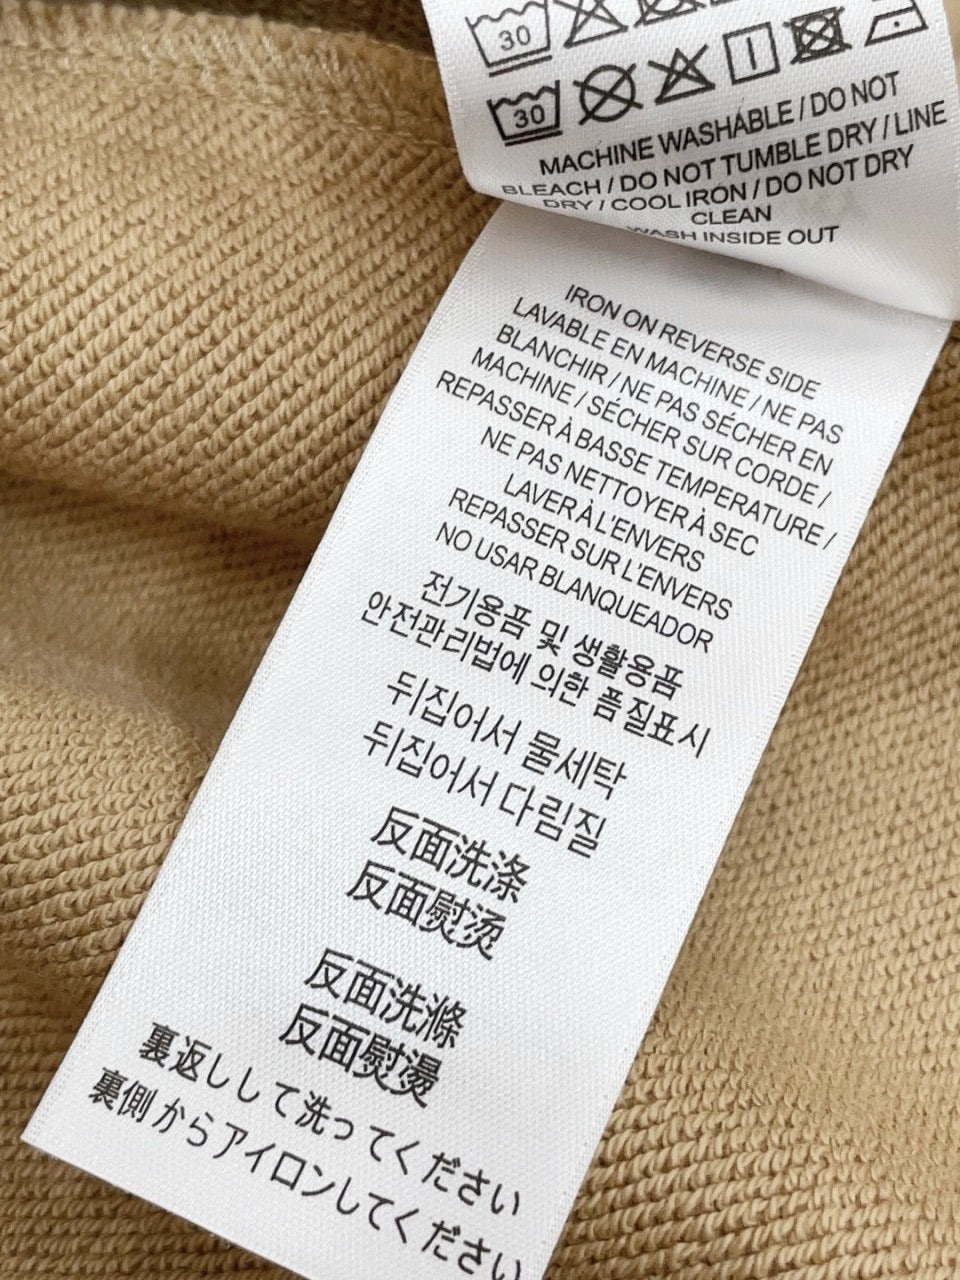 30
30
MACHINE WASHABLE / DO NOT
BLEACH / DO NOT TUMBLE DRY / LINE
DRY / COOL IRON / DO NOT DRY
CLEAN
WASH INSIDE OUT
IRON ON REVERSE SIDE
LAVABLE EN MACHINE / NE PAS
BLANCHIR / NE PAS SÉCHER EN
MACHINE / SÉCHER SUR CORDE /
REPASSER À BASSE TEMPERATURE /
NE PAS NETTOYER À SEC
LAVER À L'ENVERS
REPASSER SUR L'ENVERS
NO USAR BLANQUEADOR
전기용품 및 생활용품
안전관리법에 의한 품질표시
뒤집어서 물세탁
뒤집어서 다림질
反面洗涤
反面熨烫
反面洗滌
反面熨燙
裏返しして洗ってください
裏側からアイロンしてください